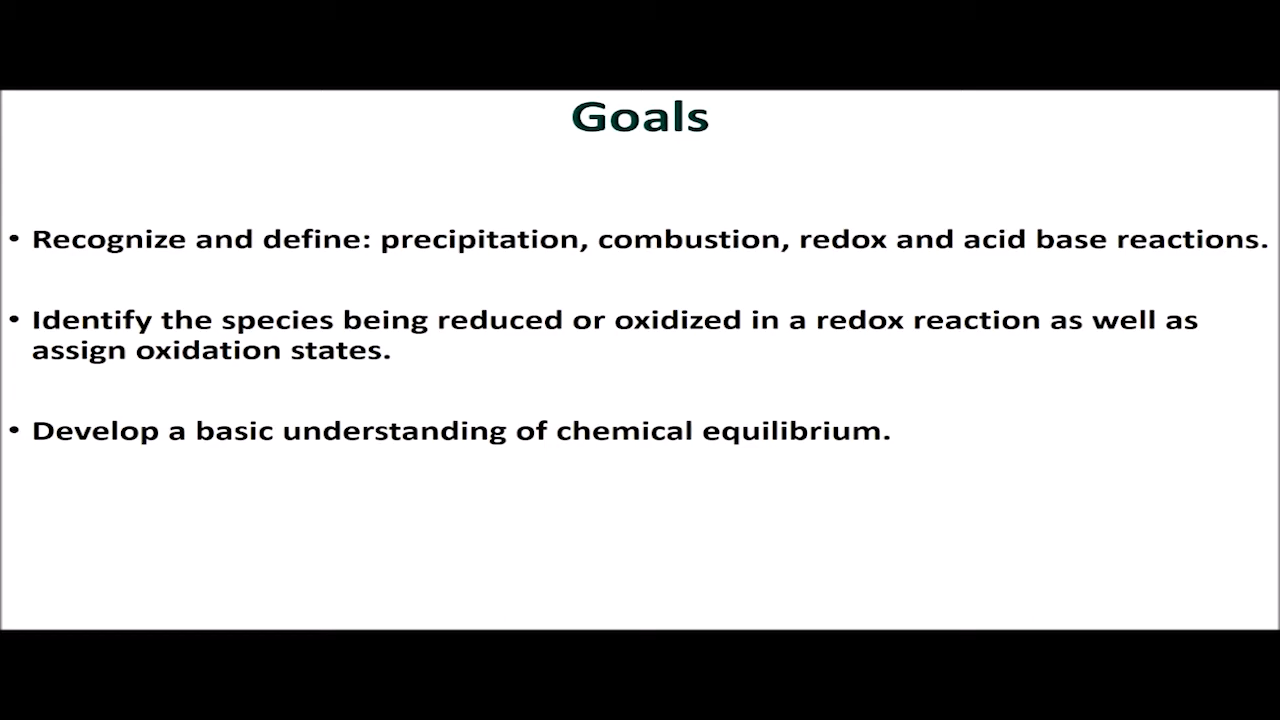 Goals
• Recognize and define: precipitation, combustion, redox and acid base reactions.
• Identify the species being reduced or oxidized in a redox reaction as well as
assign oxidation states.
• Develop a basic understanding of chemical equilibrium.